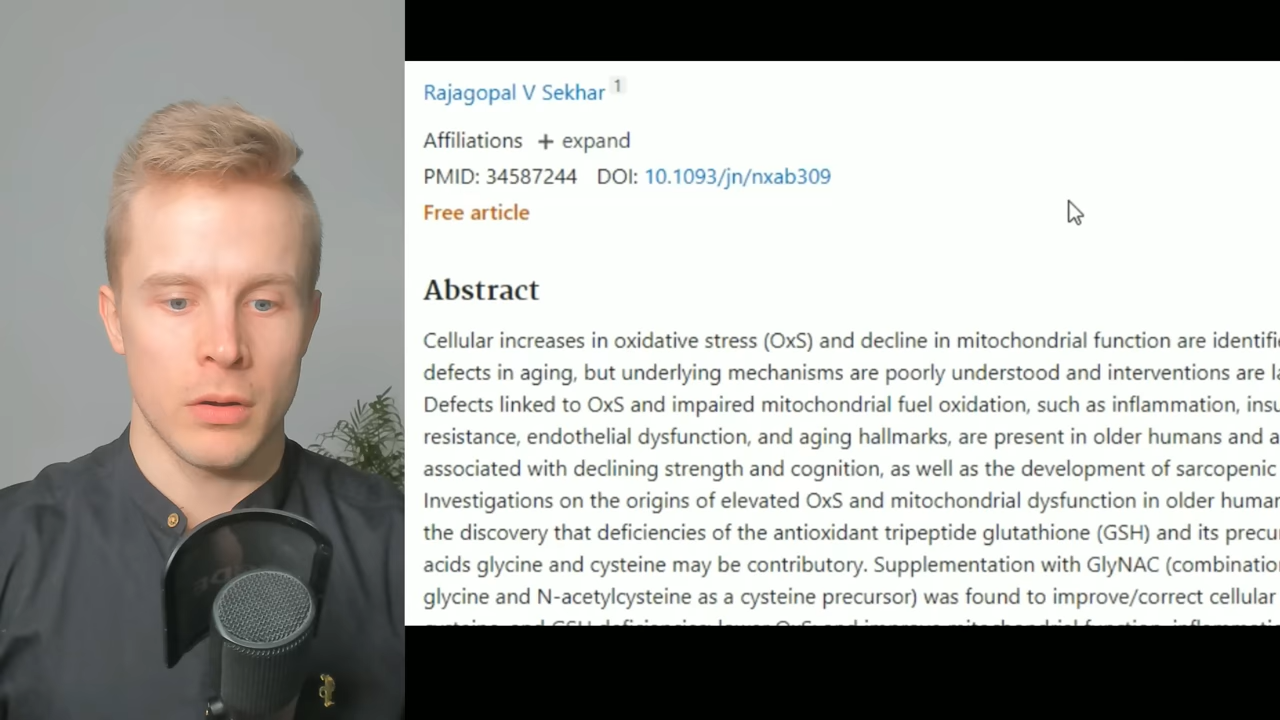 Rajagopal V Sekhar 1
Affiliations + expand
PMID: 34587244 DOI: 10.1093/jn/nxab309
Free article
Abstract
Cellular increases in oxidative stress (OxS) and decline in mitochondrial function are identifi
defects in aging, but underlying mechanisms are poorly understood and interventions are la
Defects linked to OxS and impaired mitochondrial fuel oxidation, such as inflammation, insu
resistance, endothelial dysfunction, and aging hallmarks, are present in older humans and a
associated with declining strength and cognition, as well as the development of sarcopenic
Investigations on the origins of elevated OxS and mitochondrial dysfunction in older human
the discovery that deficiencies of the antioxidant tripeptide glutathione (GSH) and its precu
acids glycine and cysteine may be contributory. Supplementation with GlyNAC (combination
glycine and N-acetylcysteine as a cysteine precursor) was found to improve/correct cellular